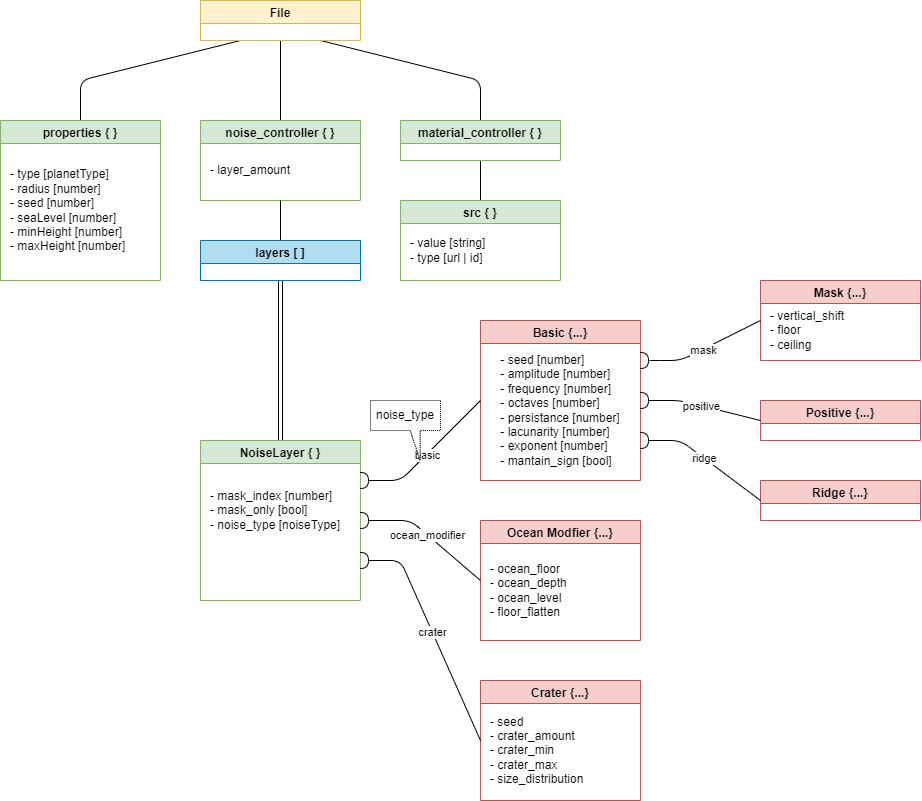 File
properties { }
- type [planetType]
- radius [number]
- seed [number]
- seaLevel [number]
- minHeight [number]
- maxHeight [number]
noise_controller { }
- layer_amount
material_controller { }
src { }
- value [string]
- type [url | id]
layers [ ]
NoiseLayer { }
- mask_index [number]
- mask_only [bool]
- noise_type [noiseType]
noise_type
basic
ocean_modifier
crater
Basic {...}
- seed [number]
- amplitude [number]
- frequency [number]
- octaves [number]
- persistance [number]
- lacunarity [number]
- exponent [number]
- mantain_sign [bool]
mask
positive
ridge
Mask {...}
- vertical_shift
- floor
- ceiling
Positive {...}
Ridge {...}
Ocean Modfier {...}
- ocean_floor
- ocean_depth
- ocean_level
- floor_flatten
Crater {...}
- seed
- crater_amount
- crater_min
- crater_max
- size_distribution